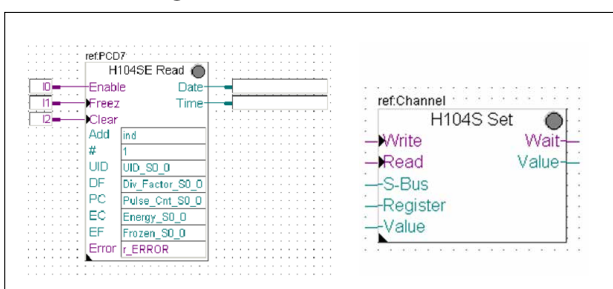 ref:PCD7
H104SE Read
I0 Enable Date
I1 Freez Time
I2 Clear
Add ind
# 1
UID UID_S0_0
DF Div_Factor_S0_0
PC Pulse_Cnt_S0_0
EC Energy_S0_0
EF Frozen_S0_0
Error r_ERROR
ref:Channel
H104S Set
Write Wait
Read Value
S-Bus
Register
Value